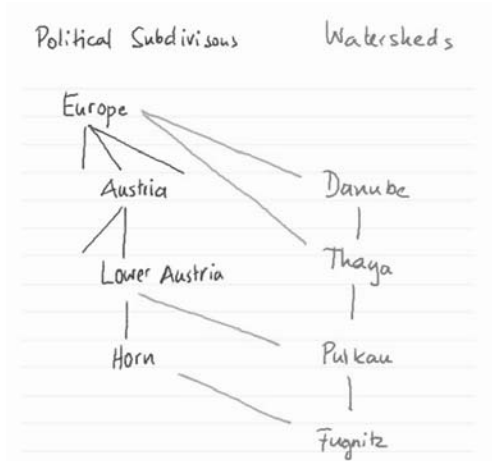 Political Subdivisons Watersheds
Europe
Austria Danube
Lower Austria Thaya
Horn Pulkau
Fugnitz